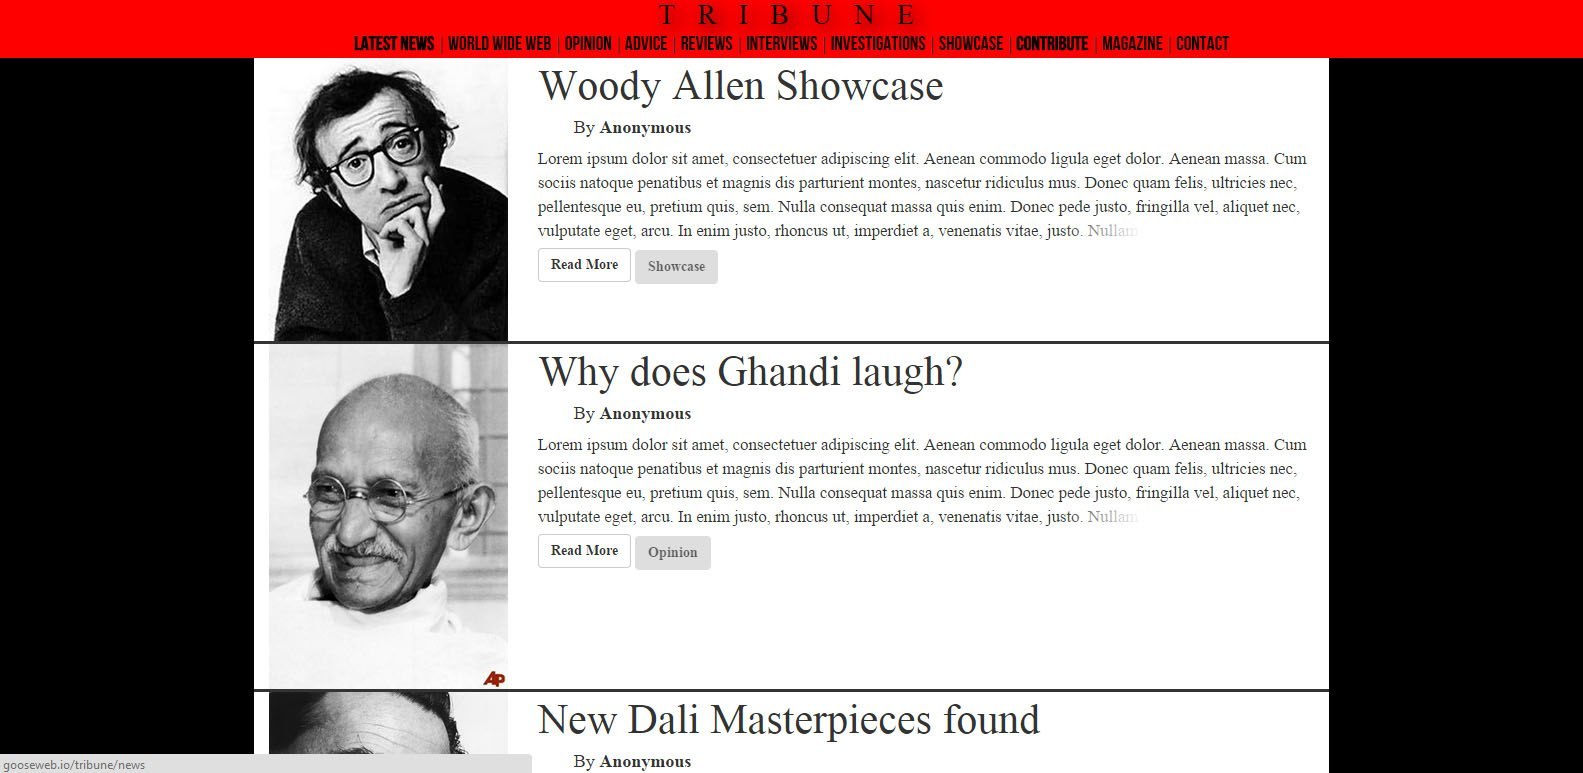 TRIBUNE
LATEST NEWS | WORLD WIDE WEB | OPINION | ADVICE | REVIEWS | INTERVIEWS | INVESTIGATIONS | SHOWCASE | CONTRIBUTE | MAGAZINE | CONTACT
Woody Allen Showcase
By Anonymous
Lorem ipsum dolor sit amet, consectetuer adipiscing elit. Aenean commodo ligula eget dolor. Aenean massa. Cum
sociis natoque penatibus et magnis dis parturient montes, nascetur ridiculus mus. Donec quam felis, ultricies nec,
pellentesque eu, pretium quis, sem. Nulla consequat massa quis enim. Donec pede justo, fringilla vel, aliquet nec,
vulputate eget, arcu. In enim justo, rhoncus ut, imperdiet a, venenatis vitae, justo. Nullam
Read More Showcase
Why does Ghandi laugh?
By Anonymous
Lorem ipsum dolor sit amet, consectetuer adipiscing elit. Aenean commodo ligula eget dolor. Aenean massa. Cum
sociis natoque penatibus et magnis dis parturient montes, nascetur ridiculus mus. Donec quam felis, ultricies nec,
pellentesque eu, pretium quis, sem. Nulla consequat massa quis enim. Donec pede justo, fringilla vel, aliquet nec,
vulputate eget, arcu. In enim justo, rhoncus ut, imperdiet a, venenatis vitae, justo. Nullam
Read More Opinion
AP
New Dali Masterpieces found
By Anonymous
gooseweb.io/tribune/news